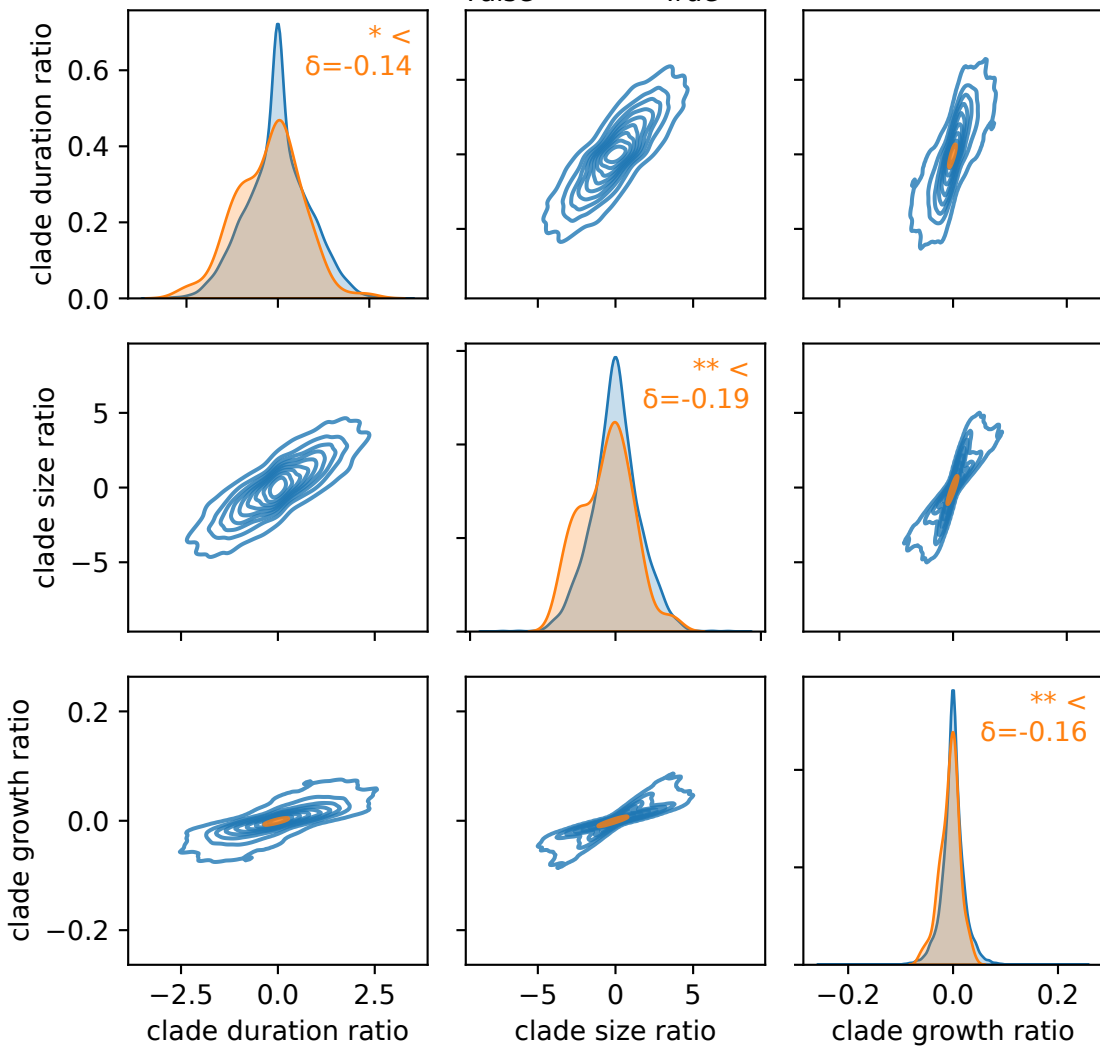 clade duration ratio
0.6
0.4
0.2
0.0
* <
δ=-0.14
clade size ratio
5
0
−5
** <
δ=-0.19
clade growth ratio
0.2
0.0
−0.2
** <
δ=-0.16
−2.5 0.0 2.5
clade duration ratio
−5 0 5
clade size ratio
−0.2 0.0 0.2
clade growth ratio